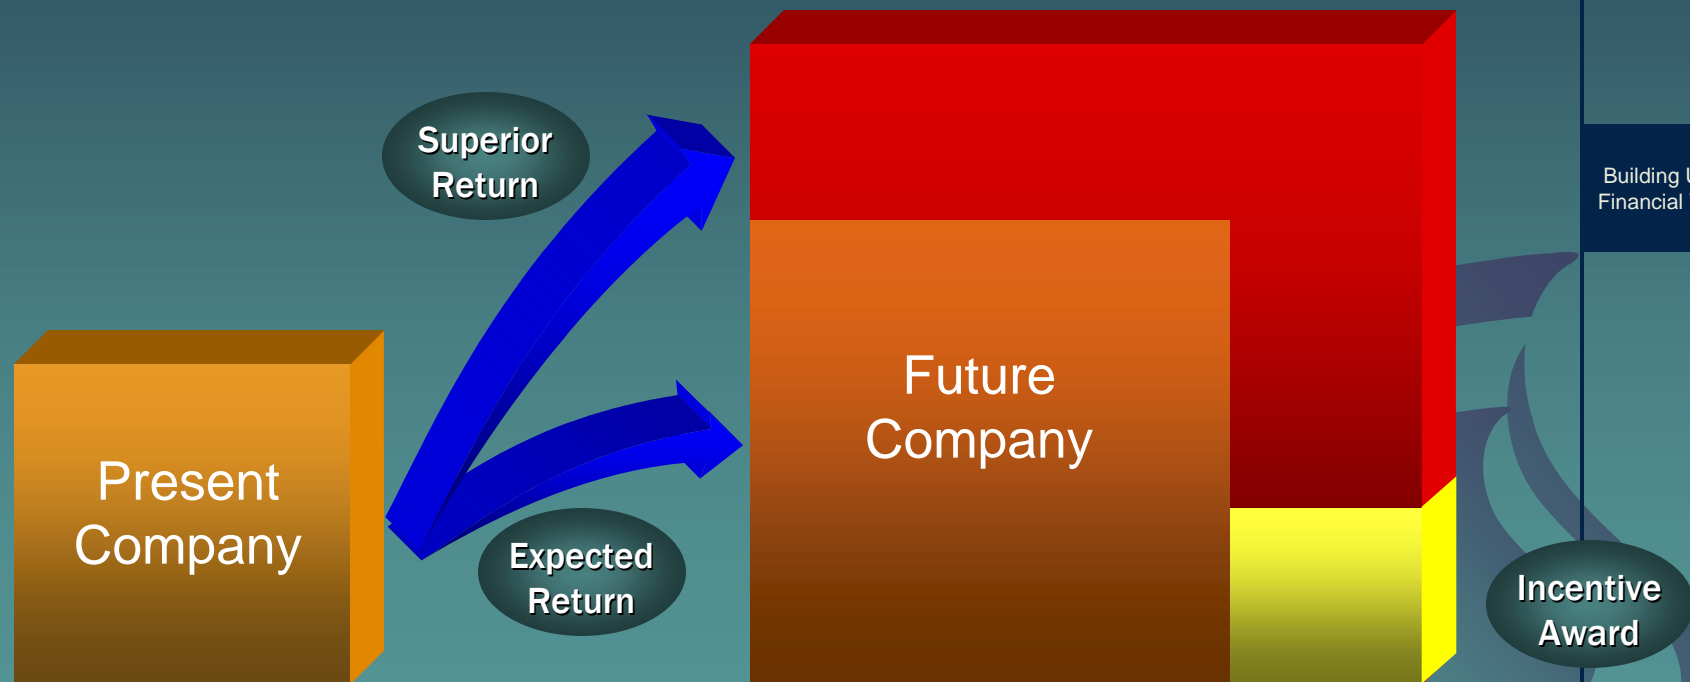 Superior
Return
Building
Financial
Future
Company
Present
Company
Expected
Return
Incentive
Award